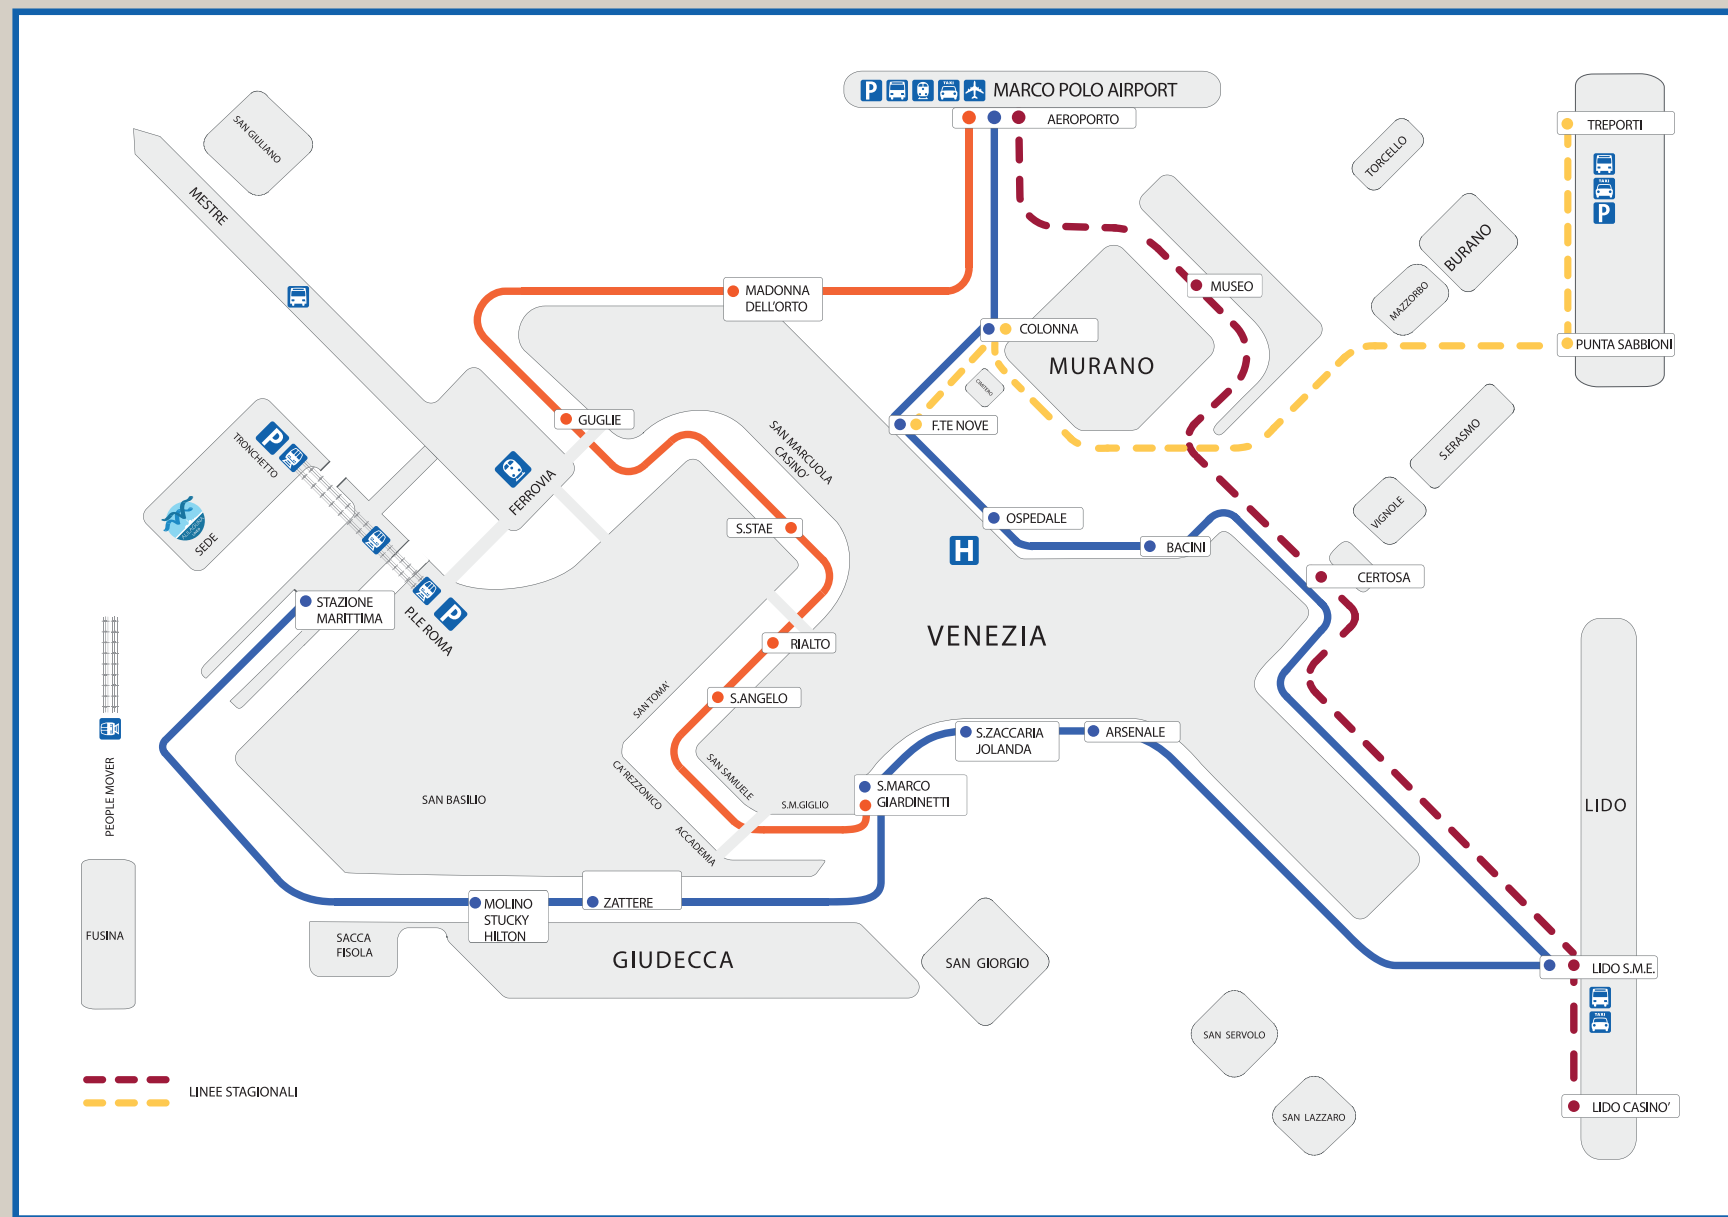 P
TAXI
MARCO POLO AIRPORT
AEROPORTO
TREPORTI
TAXI
P
SAN GIULIANO
TORCELLO
MESTRE
BURANO
MAZZORBO
MUSEO
MADONNA
DELL'ORTO
COLONNA
PUNTA SABBIONI
MURANO
CIMITERO
GUGLIE
F.TE NOVE
SAN MARCUOLA
CASINO'
S.ERASMO
P
TRONCHETTO
FERROVIA
VIGNOLE
S.STAE
OSPEDALE
H
BACINI
SEDE
CERTOSA
STAZIONE
MARITTIMA
P
P.LE ROMA
VENEZIA
RIALTO
SAN TOMA'
S.ANGELO
S.ZACCARIA
JOLANDA
ARSENALE
PEOPLE MOVER
CA' REZZONICO
SAN SAMUELE
S.MARCO
GIARDINETTI
SAN BASILIO
S.M.GIGLIO
LIDO
ACCADEMIA
MOLINO
STUCKY
HILTON
ZATTERE
FUSINA
SACCA
FISOLA
GIUDECCA
SAN GIORGIO
LIDO S.M.E.
TAXI
SAN SERVOLO
LINEE STAGIONALI
LIDO CASINO'
SAN LAZZARO